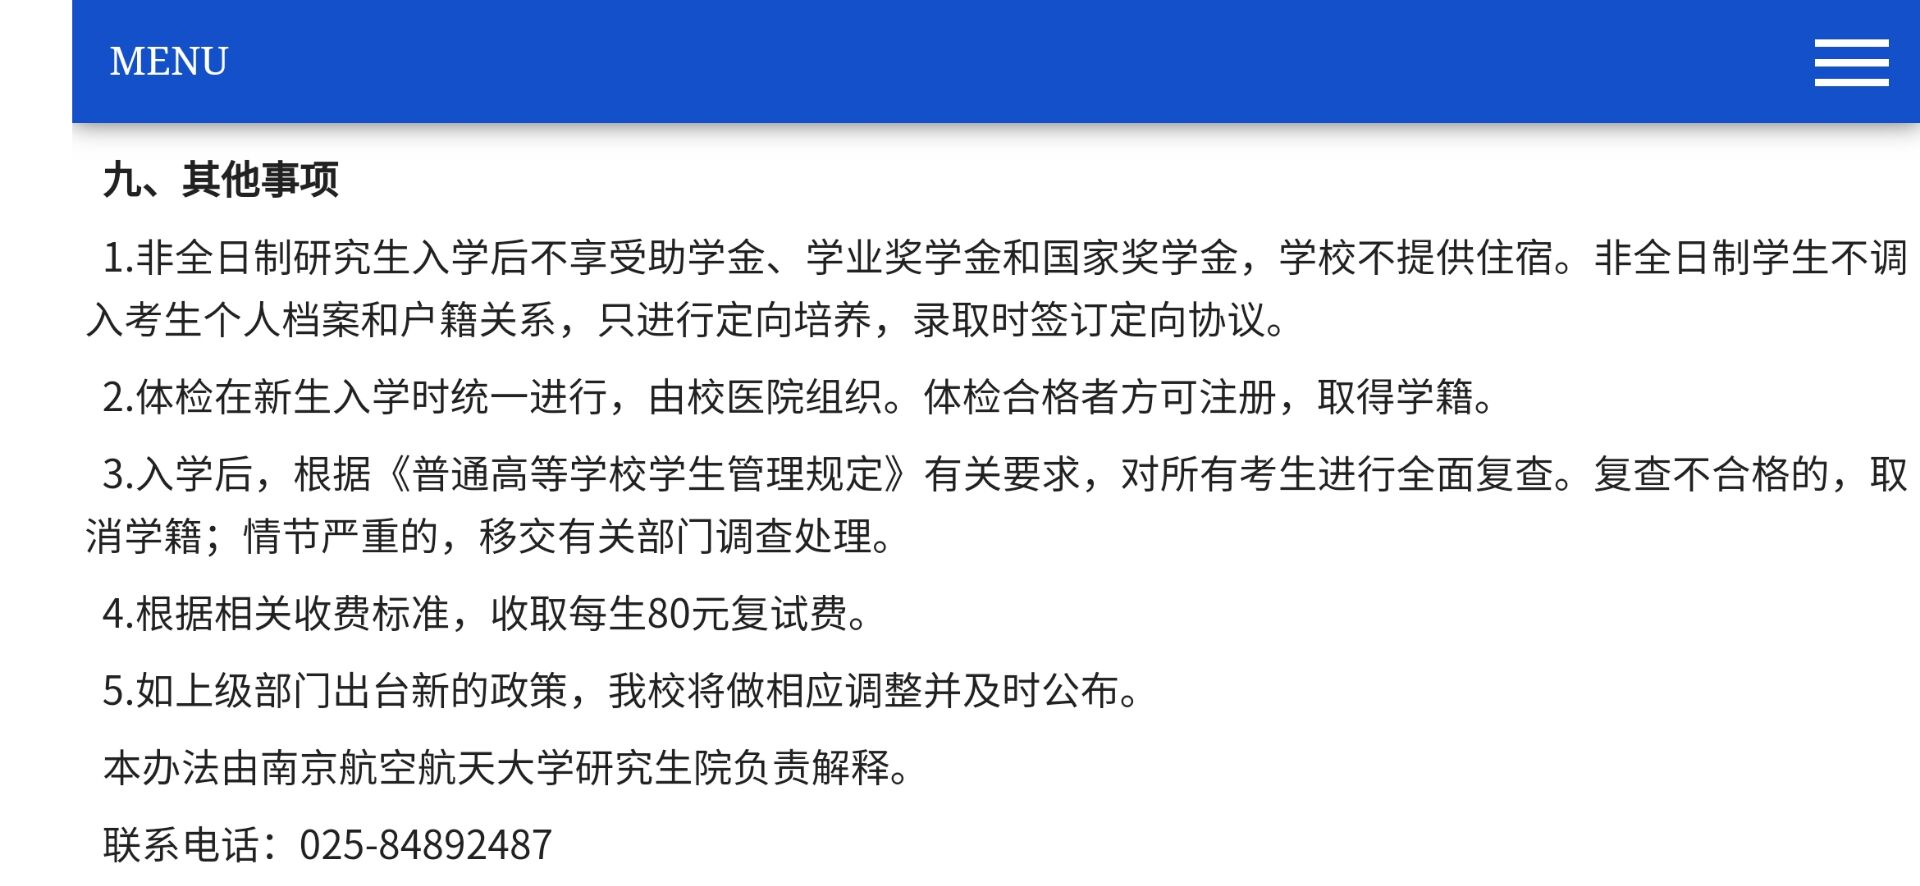 MENU
九、其他事项
1.非全日制研究生入学后不享受助学金、学业奖学金和国家奖学金，学校不提供住宿。非全日制学生不调
入考生个人档案和户籍关系，只进行定向培养，录取时签订定向协议。
2.体检在新生入学时统一进行，由校医院组织。体检合格者方可注册，取得学籍。
3.入学后，根据《普通高等学校学生管理规定》有关要求，对所有考生进行全面复查。复查不合格的，取
消学籍；情节严重的，移交有关部门调查处理。
4.根据相关收费标准，收取每生80元复试费。
5.如上级部门出台新的政策，我校将做相应调整并及时公布。
本办法由南京航空航天大学研究生院负责解释。
联系电话：025-84892487